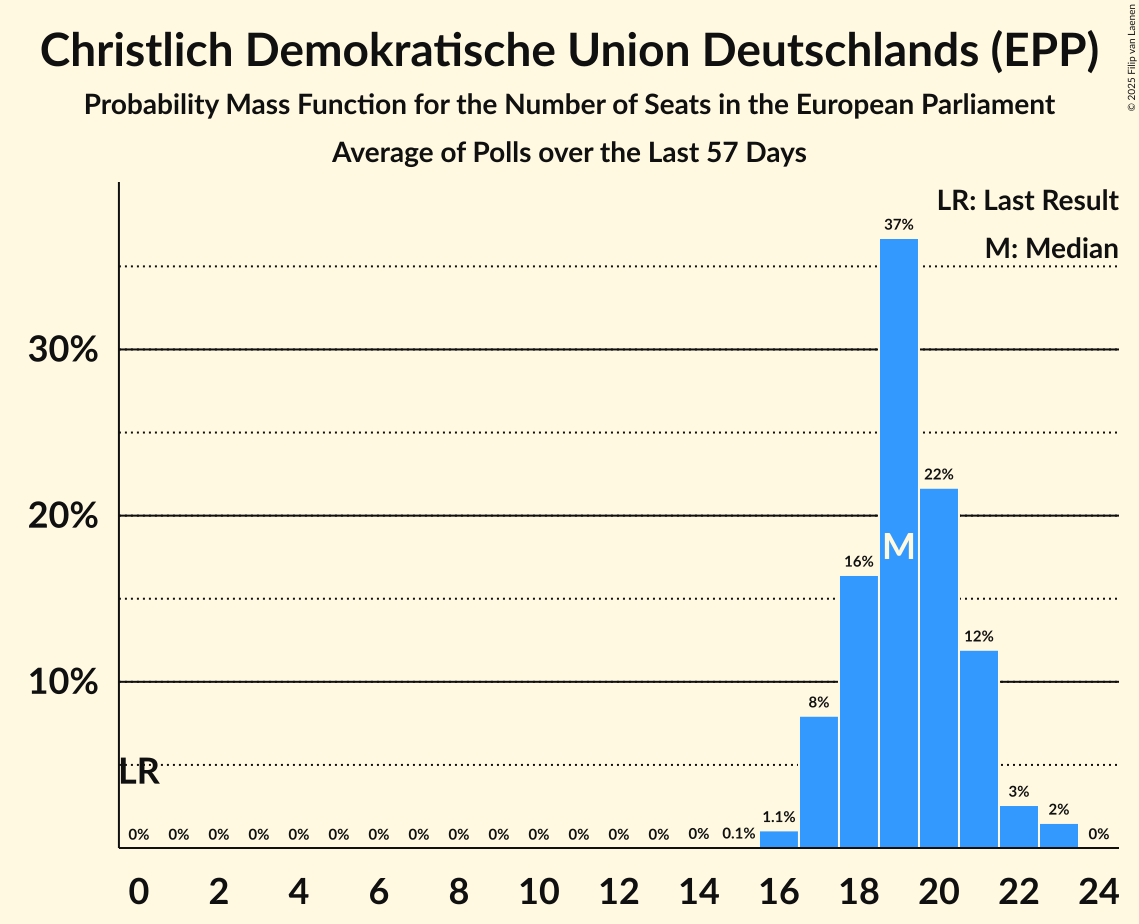 Christlich Demokratische Union Deutschlands (EPP)
Probability Mass Function for the Number of Seats in the European Parliament
Average of Polls over the Last 57 Days
© 2025 Filip van Laenen
LR: Last Result
M: Median
37%
30%
22%
20%
M
16%
12%
10%
8%
LR
3%
2%
1.1%
0% 0% 0% 0% 0% 0% 0% 0% 0% 0% 0% 0% 0% 0% 0% 0.1% 0%
0 2 4 6 8 10 12 14 16 18 20 22 24